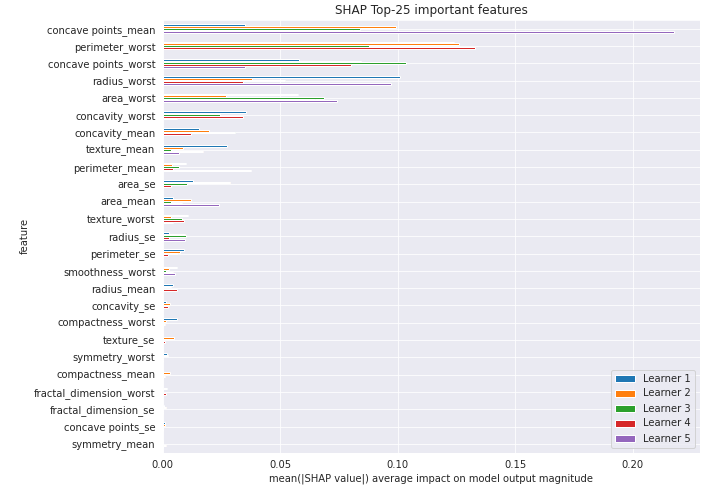 SHAP Top-25 important features
concave points_mean
perimeter_worst
concave points_worst
radius_worst
area_worst
concavity_worst
concavity_mean
texture_mean
perimeter_mean
area_se
area_mean
texture_worst
radius_se
perimeter_se
smoothness_worst
radius_mean
concavity_se
compactness_worst
texture_se
symmetry_worst
compactness_mean
fractal_dimension_worst
fractal_dimension_se
concave points_se
symmetry_mean
feature
Learner 1
Learner 2
Learner 3
Learner 4
Learner 5
0.00 0.05 0.10 0.15 0.20
mean(|SHAP value|) average impact on model output magnitude